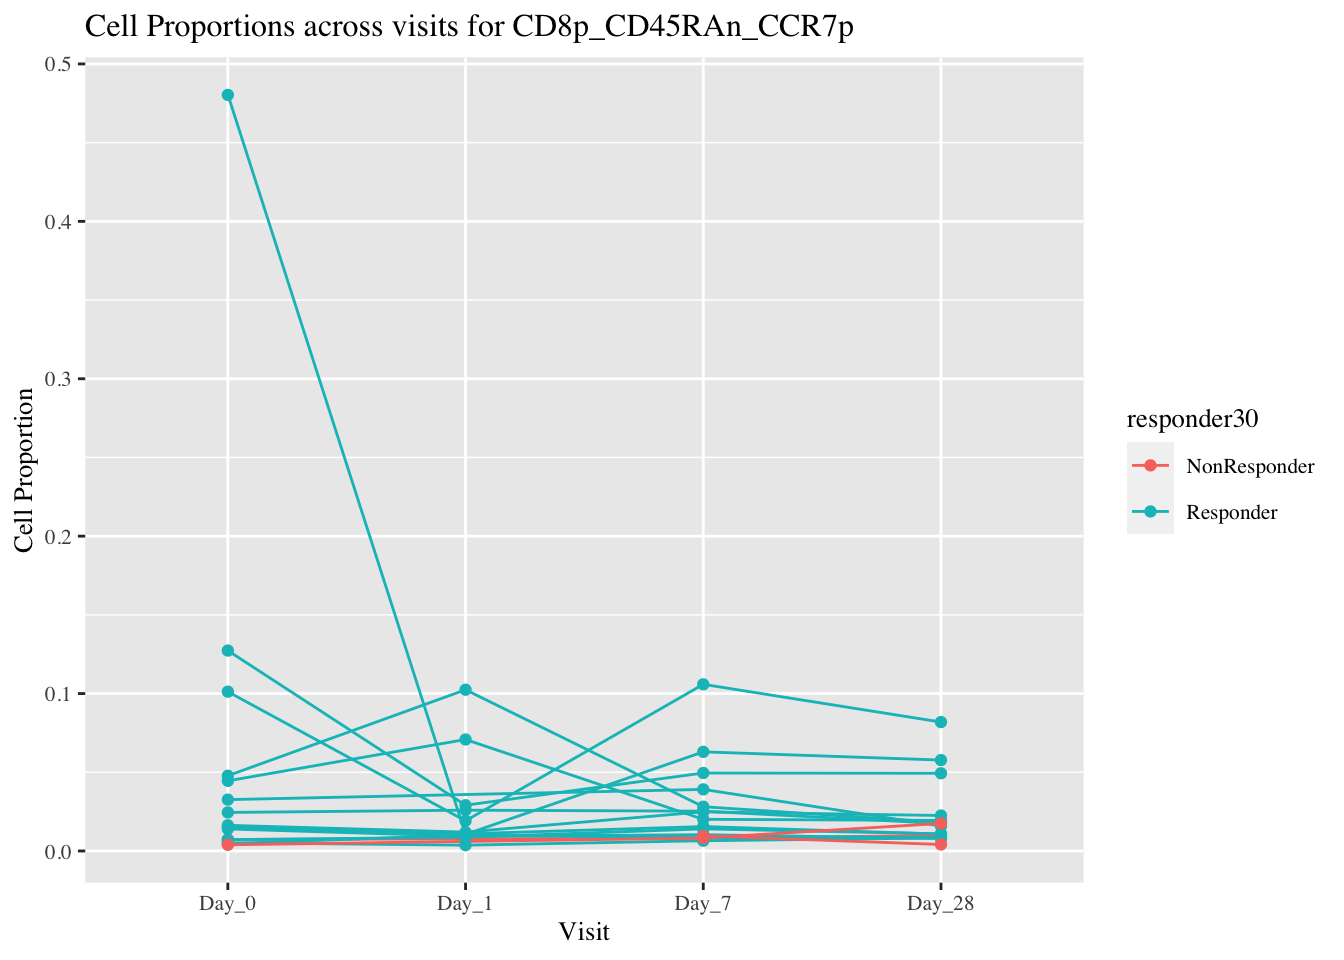 Cell Proportions across visits for CD8p_CD45RAn_CCR7p
0.5
0.4
0.3
0.2
0.1
0.0
Cell Proportion
Day_0
Day_1
Day_7
Day_28
Visit
responder30
NonResponder
Responder